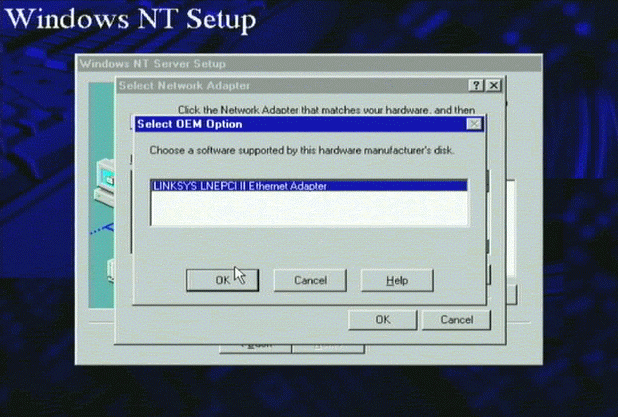 Windows NT Setup
Windows NT Server Setup
Select Network Adapter
Click the Network Adapter that matches your hardware, and then
Select OEM Option
Choose a software supported by this hardware manufacturer's disk.
LINKSYS LNEPCI II Ethernet Adapter
OK
Cancel
Help
OK
Cancel